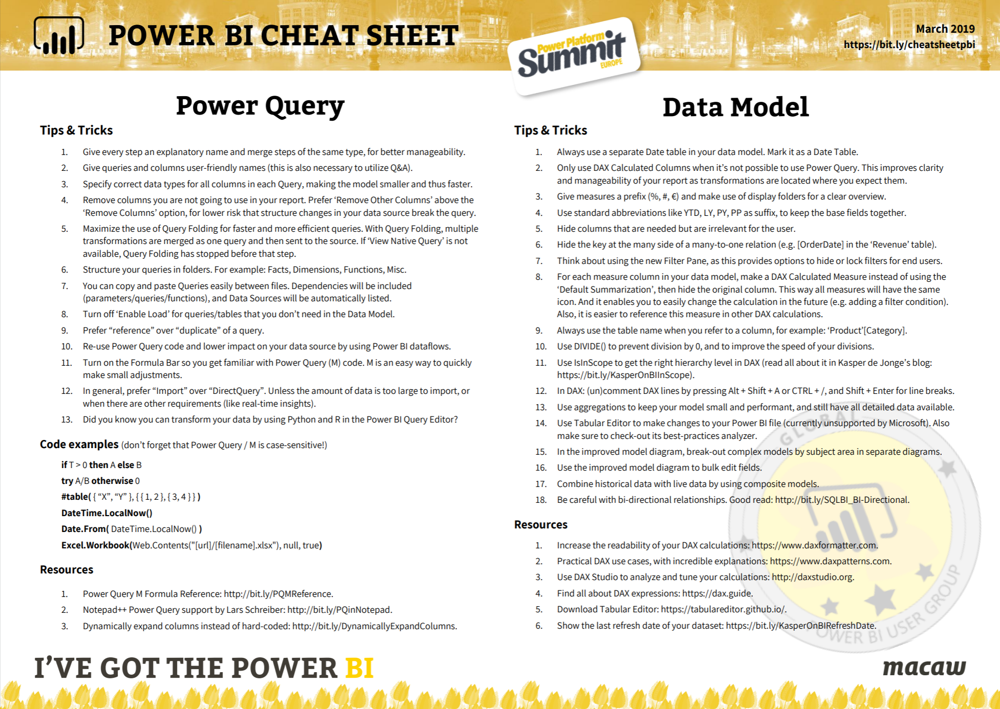 POWER BI CHEAT SHEET
Power Platform
Summit
EUROPE
March 2019
https://bit.ly/cheatsheetpbi
Power Query
Tips & Tricks
1. Give every step an explanatory name and merge steps of the same type, for better manageability.
2. Give queries and columns user-friendly names (this is also necessary to utilize Q&A).
3. Specify correct data types for all columns in each Query, making the model smaller and thus faster.
4. Remove columns you are not going to use in your report. Prefer ‘Remove Other Columns’ above the
‘Remove Columns’ option, for lower risk that structure changes in your data source break the query.
5. Maximize the use of Query Folding for faster and more efficient queries. With Query Folding, multiple
transformations are merged as one query and then sent to the source. If ‘View Native Query’ is not
available, Query Folding has stopped before that step.
6. Structure your queries in folders. For example: Facts, Dimensions, Functions, Misc.
7. You can copy and paste Queries easily between files. Dependencies will be included
(parameters/queries/functions), and Data Sources will be automatically listed.
8. Turn off ‘Enable Load’ for queries/tables that you don’t need in the Data Model.
9. Prefer “reference” over “duplicate” of a query.
10. Re-use Power Query code and lower impact on your data source by using Power BI dataflows.
11. Turn on the Formula Bar so you get familiar with Power Query (M) code. M is an easy way to quickly
make small adjustments.
12. In general, prefer “Import” over “DirectQuery”. Unless the amount of data is too large to import, or
when there are other requirements (like real-time insights).
13. Did you know you can transform your data by using Python and R in the Power BI Query Editor?
Code examples (don’t forget that Power Query / M is case-sensitive!)
if T > 0 then A else B
try A/B otherwise 0
#table( { “X”, “Y” }, { { 1, 2 }, { 3, 4 } } )
DateTime.LocalNow()
Date.From( DateTime.LocalNow() )
Excel.Workbook(Web.Contents("[url]/[filename].xlsx"), null, true)
Resources
1. Power Query M Formula Reference: http://bit.ly/PQMReference.
2. Notepad++ Power Query support by Lars Schreiber: http://bit.ly/PQinNotepad.
3. Dynamically expand columns instead of hard-coded: http://bit.ly/DynamicallyExpandColumns.
Data Model
Tips & Tricks
1. Always use a separate Date table in your data model. Mark it as a Date Table.
2. Only use DAX Calculated Columns when it’s not possible to use Power Query. This improves clarity
and manageability of your report as transformations are located where you expect them.
3. Give measures a prefix (%, #, €) and make use of display folders for a clear overview.
4. Use standard abbreviations like YTD, LY, PY, PP as suffix, to keep the base fields together.
5. Hide columns that are needed but are irrelevant for the user.
6. Hide the key at the many side of a many-to-one relation (e.g. [OrderDate] in the ‘Revenue’ table).
7. Think about using the new Filter Pane, as this provides options to hide or lock filters for end users.
8. For each measure column in your data model, make a DAX Calculated Measure instead of using the
‘Default Summarization’, then hide the original column. This way all measures will have the same
icon. And it enables you to easily change the calculation in the future (e.g. adding a filter condition).
Also, it is easier to reference this measure in other DAX calculations.
9. Always use the table name when you refer to a column, for example: ‘Product’[Category].
10. Use DIVIDE() to prevent division by 0, and to improve the speed of your divisions.
11. Use IsInScope to get the right hierarchy level in DAX (read all about it in Kasper de Jonge’s blog:
https://bit.ly/KasperOnBIInScope).
12. In DAX: (un)comment DAX lines by pressing Alt + Shift + A or CTRL + /, and Shift + Enter for line breaks.
13. Use aggregations to keep your model small and performant, and still have all detailed data available.
14. Use Tabular Editor to make changes to your Power BI file (currently unsupported by Microsoft). Also
make sure to check-out its best-practices analyzer.
15. In the improved model diagram, break-out complex models by subject area in separate diagrams.
16. Use the improved model diagram to bulk edit fields.
17. Combine historical data with live data by using composite models.
18. Be careful with bi-directional relationships. Good read: http://bit.ly/SQLBI_BI-Directional.
Resources
1. Increase the readability of your DAX calculations: https://www.daxformatter.com.
2. Practical DAX use cases, with incredible explanations: https://www.daxpatterns.com.
3. Use DAX Studio to analyze and tune your calculations: http://daxstudio.org.
4. Find all about DAX expressions: https://dax.guide.
5. Download Tabular Editor: https://tabulareditor.github.io/.
6. Show the last refresh date of your dataset: https://bit.ly/KasperOnBIRefreshDate.
GLOBAL
POWER BI USER GROUP
I’VE GOT THE POWER BI
macaw